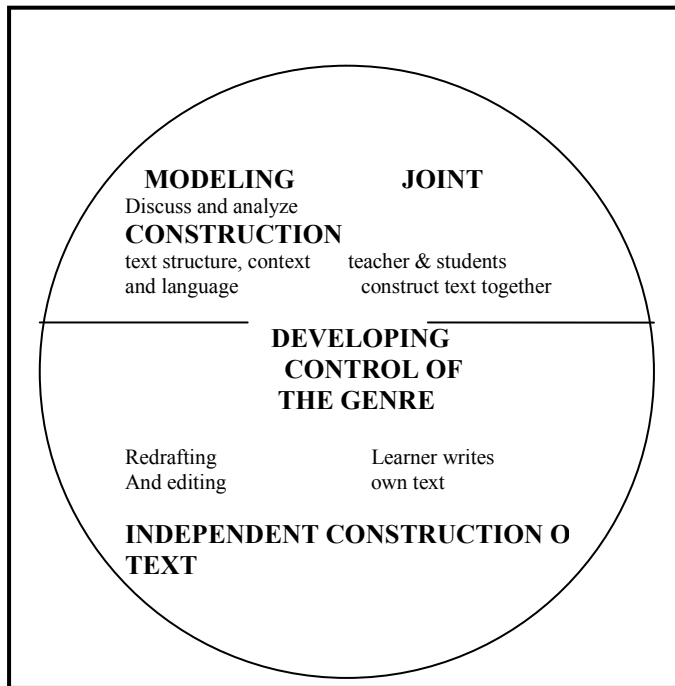 MODELING JOINT
Discuss and analyze
CONSTRUCTION
text structure, context teacher & students
and language construct text together
DEVELOPING
CONTROL OF
THE GENRE
Redrafting Learner writes
And editing own text
INDEPENDENT CONSTRUCTION O
TEXT